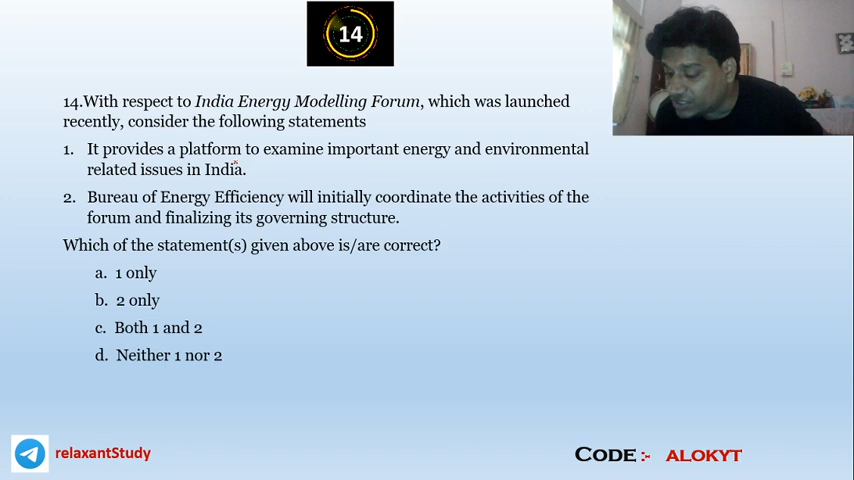 14
14.With respect to India Energy Modelling Forum, which was launched
recently, consider the following statements
1. It provides a platform to examine important energy and environmental
related issues in India.
2. Bureau of Energy Efficiency will initially coordinate the activities of the
forum and finalizing its governing structure.
Which of the statement(s) given above is/are correct?
a. 1 only
b. 2 only
c. Both 1 and 2
d. Neither 1 nor 2
relaxantStudy
CODE :- ALOKYT